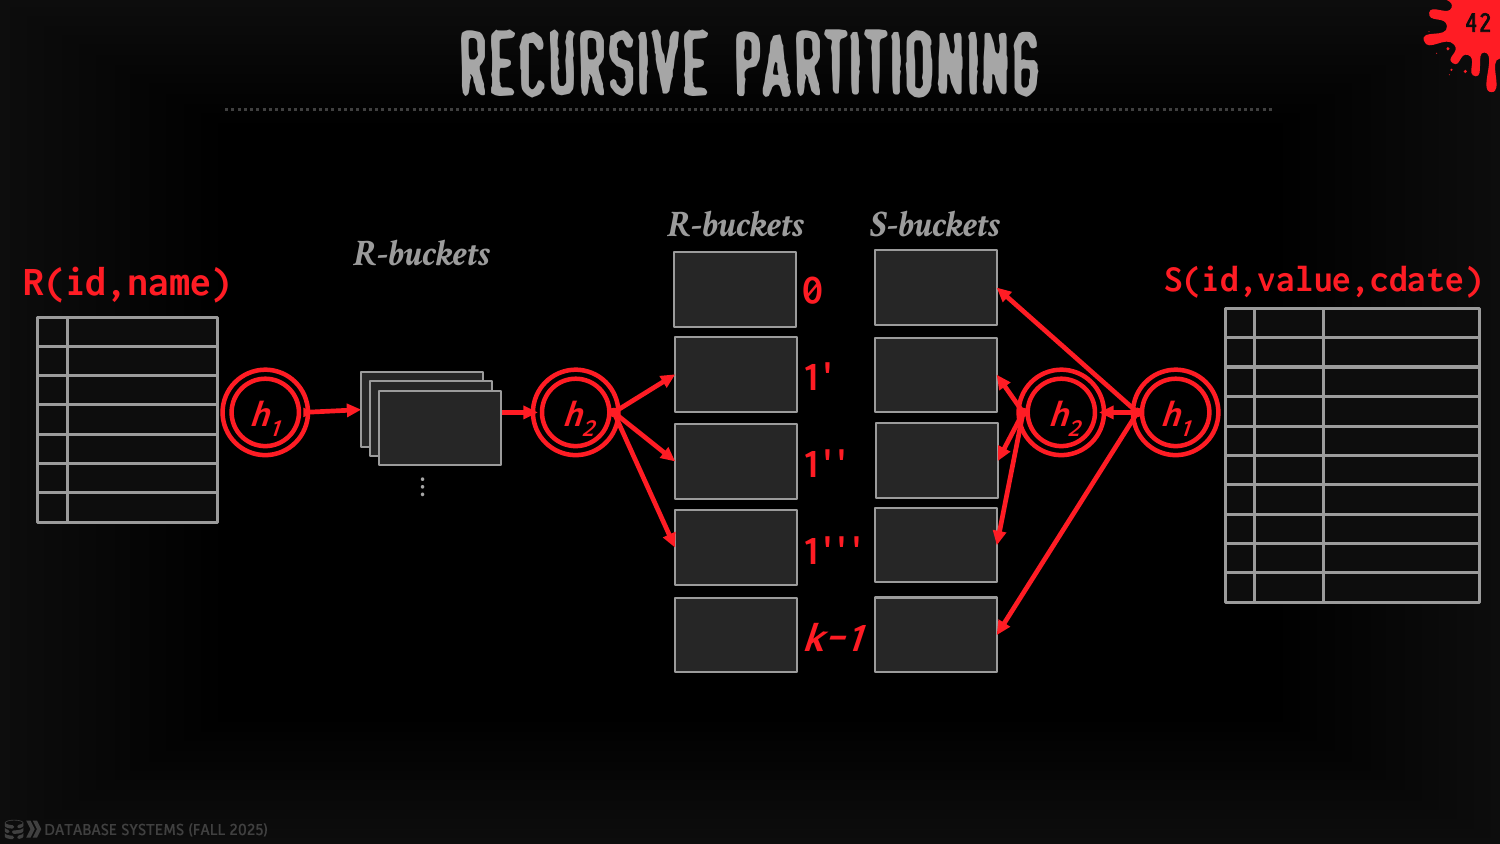 42
RECURSIVE PARTITIONING
R(id,name)
h1
R-buckets
⋮
h2
R-buckets
S-buckets
0
1'
1''
1'''
k-1
h2
h1
S(id,value,cdate)
DATABASE SYSTEMS (FALL 2025)